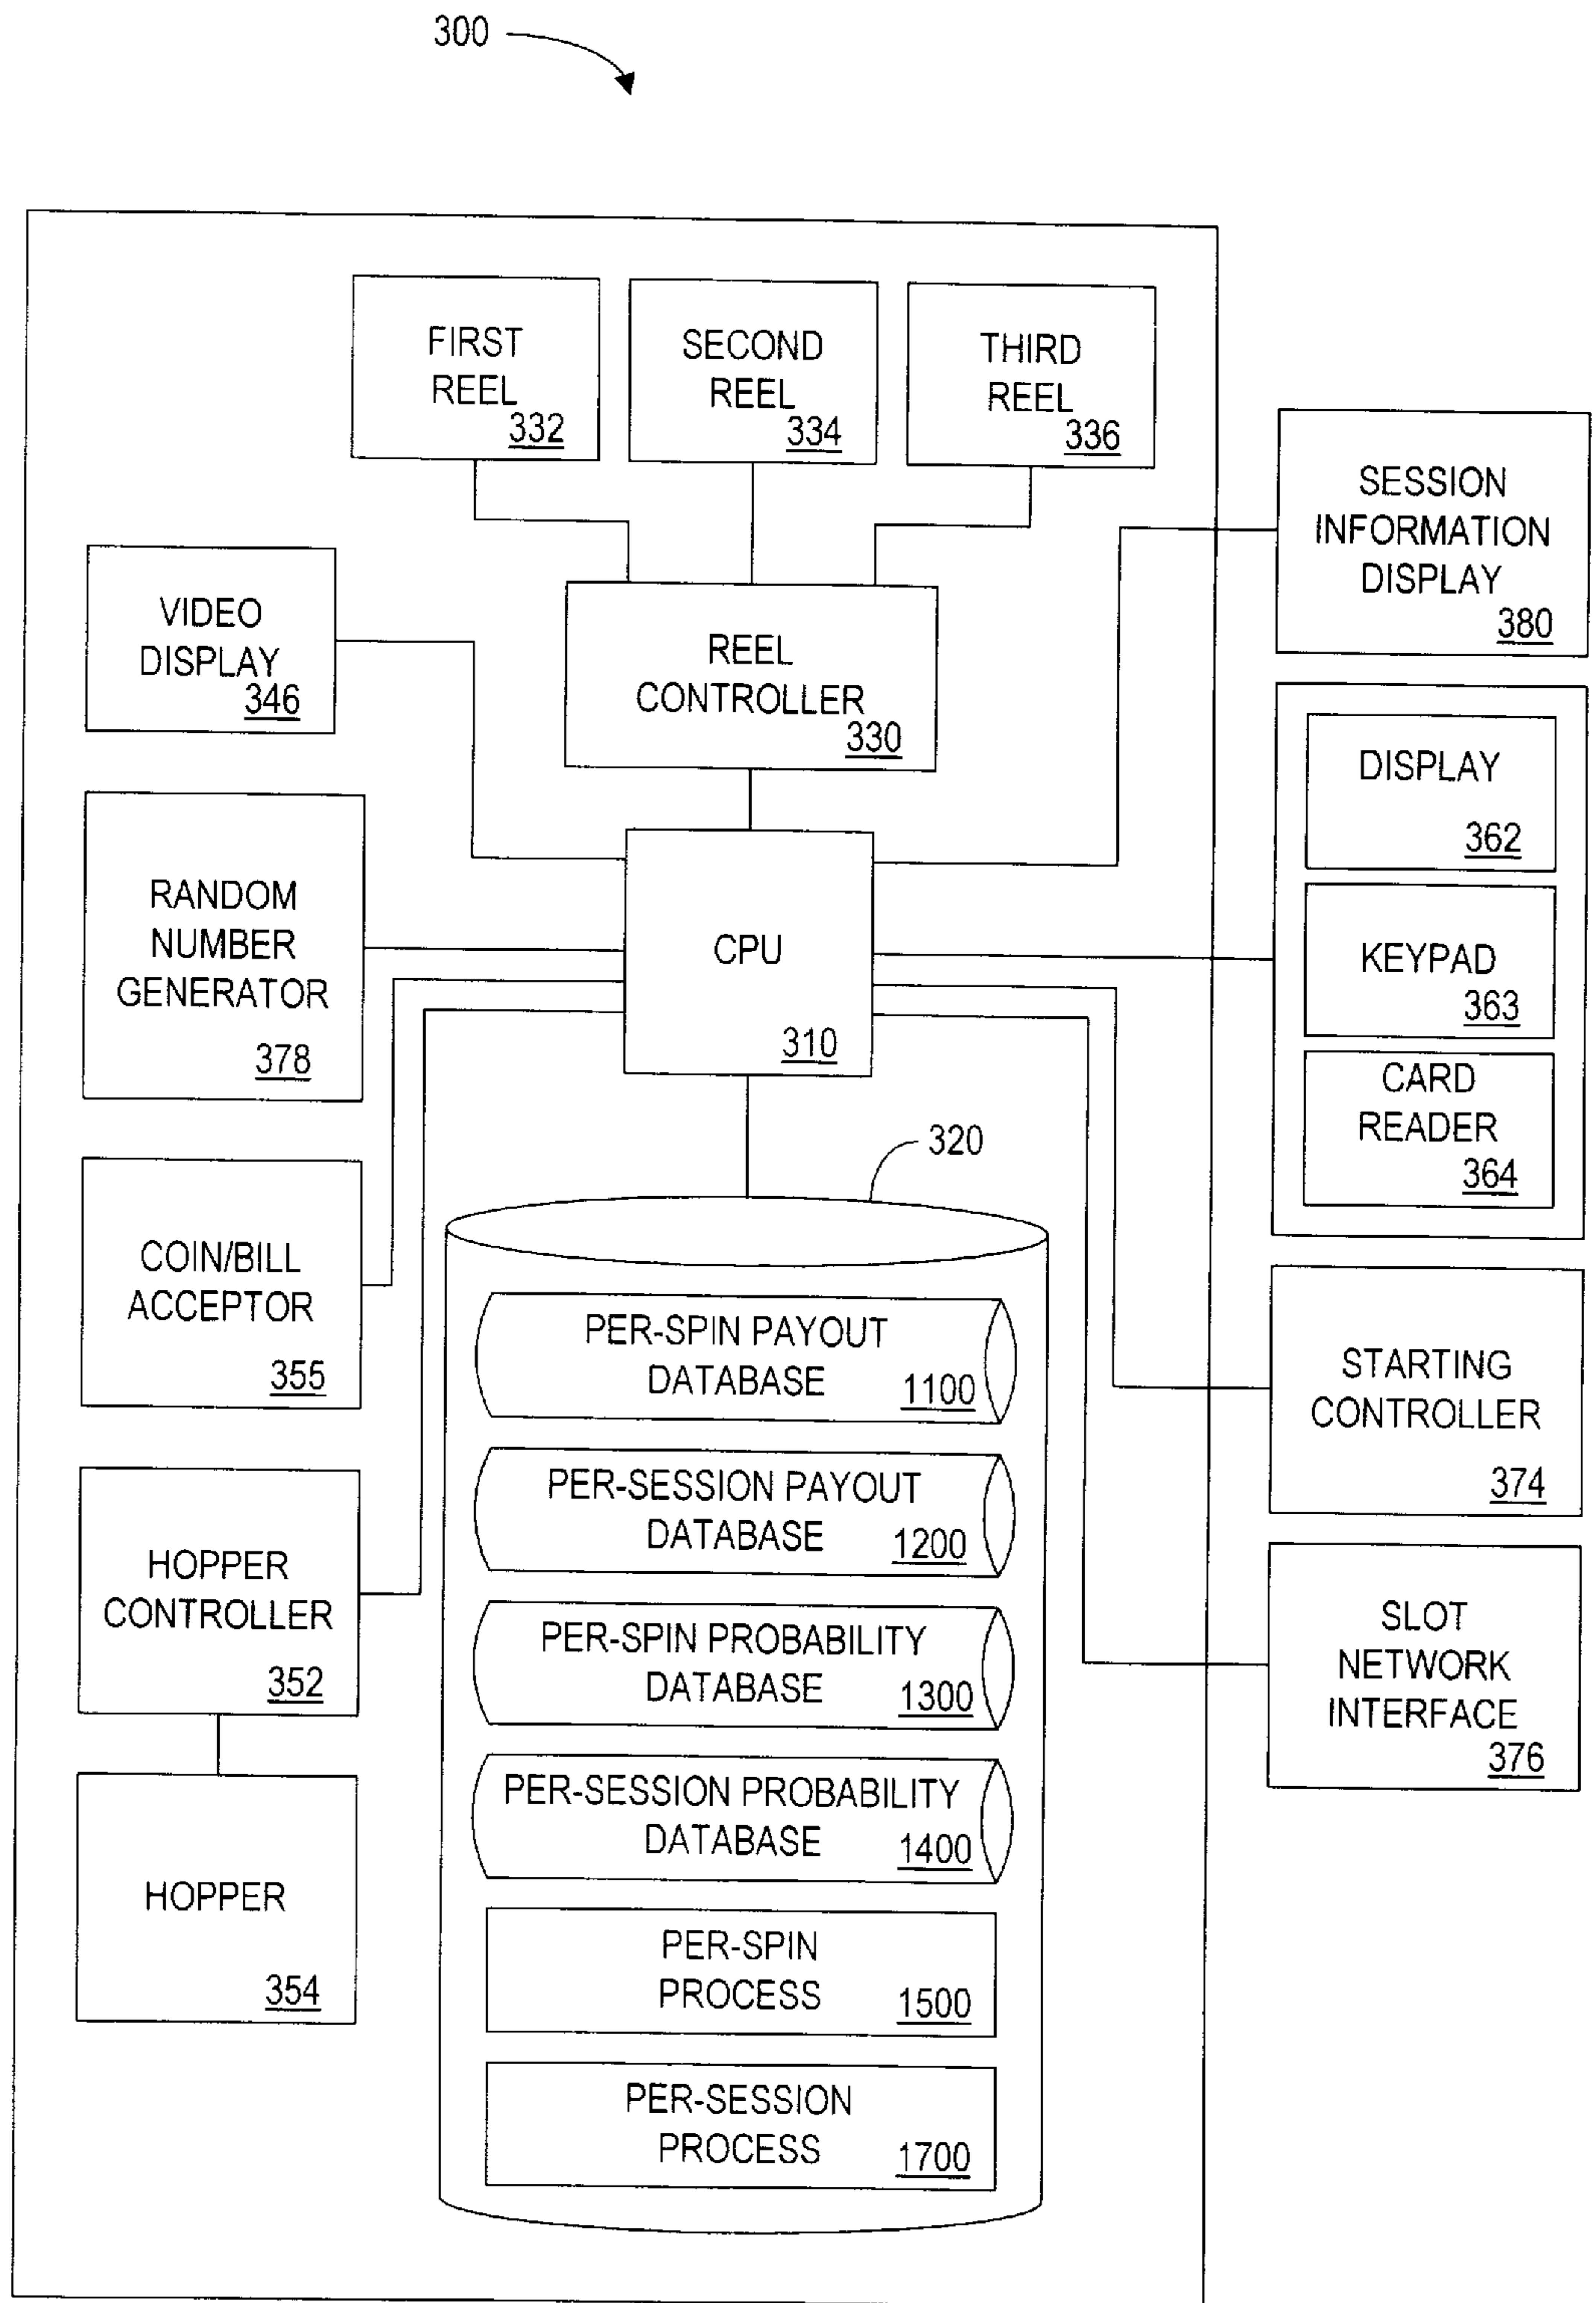 300
FIRST
REEL
332
SECOND
REEL
334
THIRD
REEL
336
SESSION
INFORMATION
DISPLAY
380
VIDEO
DISPLAY
346
REEL
CONTROLLER
330
DISPLAY
362
KEYPAD
363
CARD
READER
364
RANDOM
NUMBER
GENERATOR
378
CPU
310
320
COIN/BILL
ACCEPTOR
355
STARTING
CONTROLLER
374
HOPPER
CONTROLLER
352
SLOT
NETWORK
INTERFACE
376
HOPPER
354
PER-SPIN PAYOUT
DATABASE
1100
PER-SESSION PAYOUT
DATABASE
1200
PER-SPIN PROBABILITY
DATABASE
1300
PER-SESSION PROBABILITY
DATABASE
1400
PER-SPIN
PROCESS
1500
PER-SESSION
PROCESS
1700